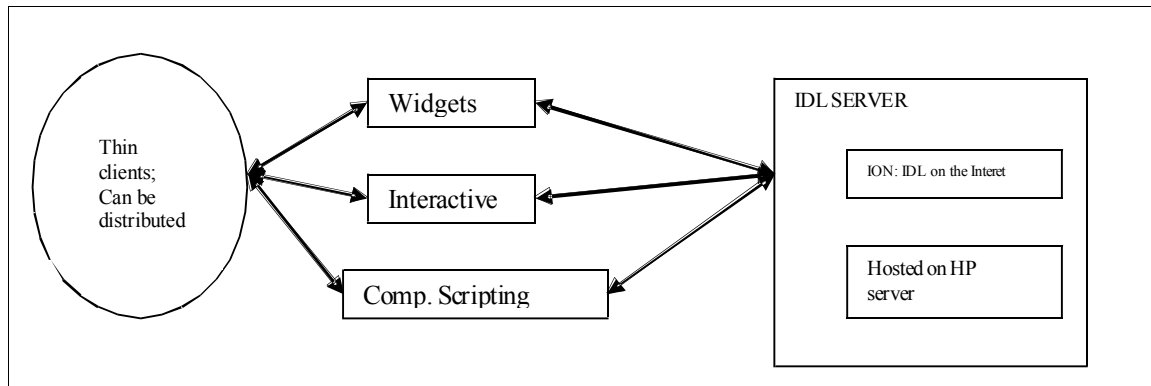 Thin
clients;
Can be
distributed
Widgets
Interactive
Comp. Scripting
IDL SERVER
ION: IDL on the Interet
Hosted on HP
server